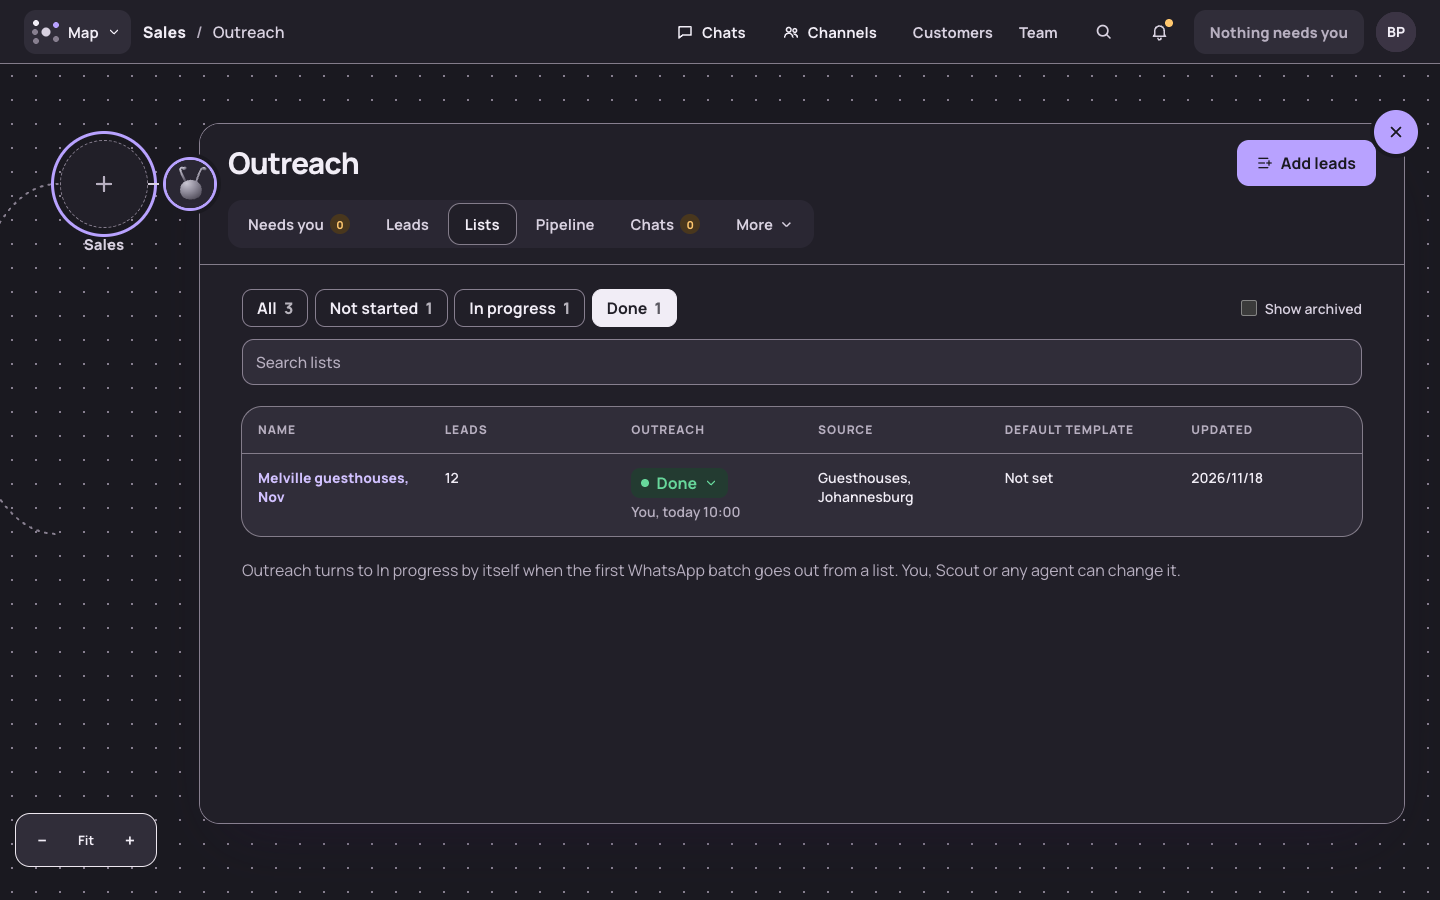 Map
Sales / Outreach
Chats
Channels
Customers
Team
Nothing needs you
BP
Sales
Outreach
Add leads
Needs you 0
Leads
Lists
Pipeline
Chats 0
More
All 3
Not started 1
In progress 1
Done 1
Show archived
Search lists
NAME
LEADS
OUTREACH
SOURCE
DEFAULT TEMPLATE
UPDATED
Melville guesthouses,
Nov
12
Done
You, today 10:00
Guesthouses,
Johannesburg
Not set
2026/11/18
Outreach turns to In progress by itself when the first WhatsApp batch goes out from a list. You, Scout or any agent can change it.
− Fit +